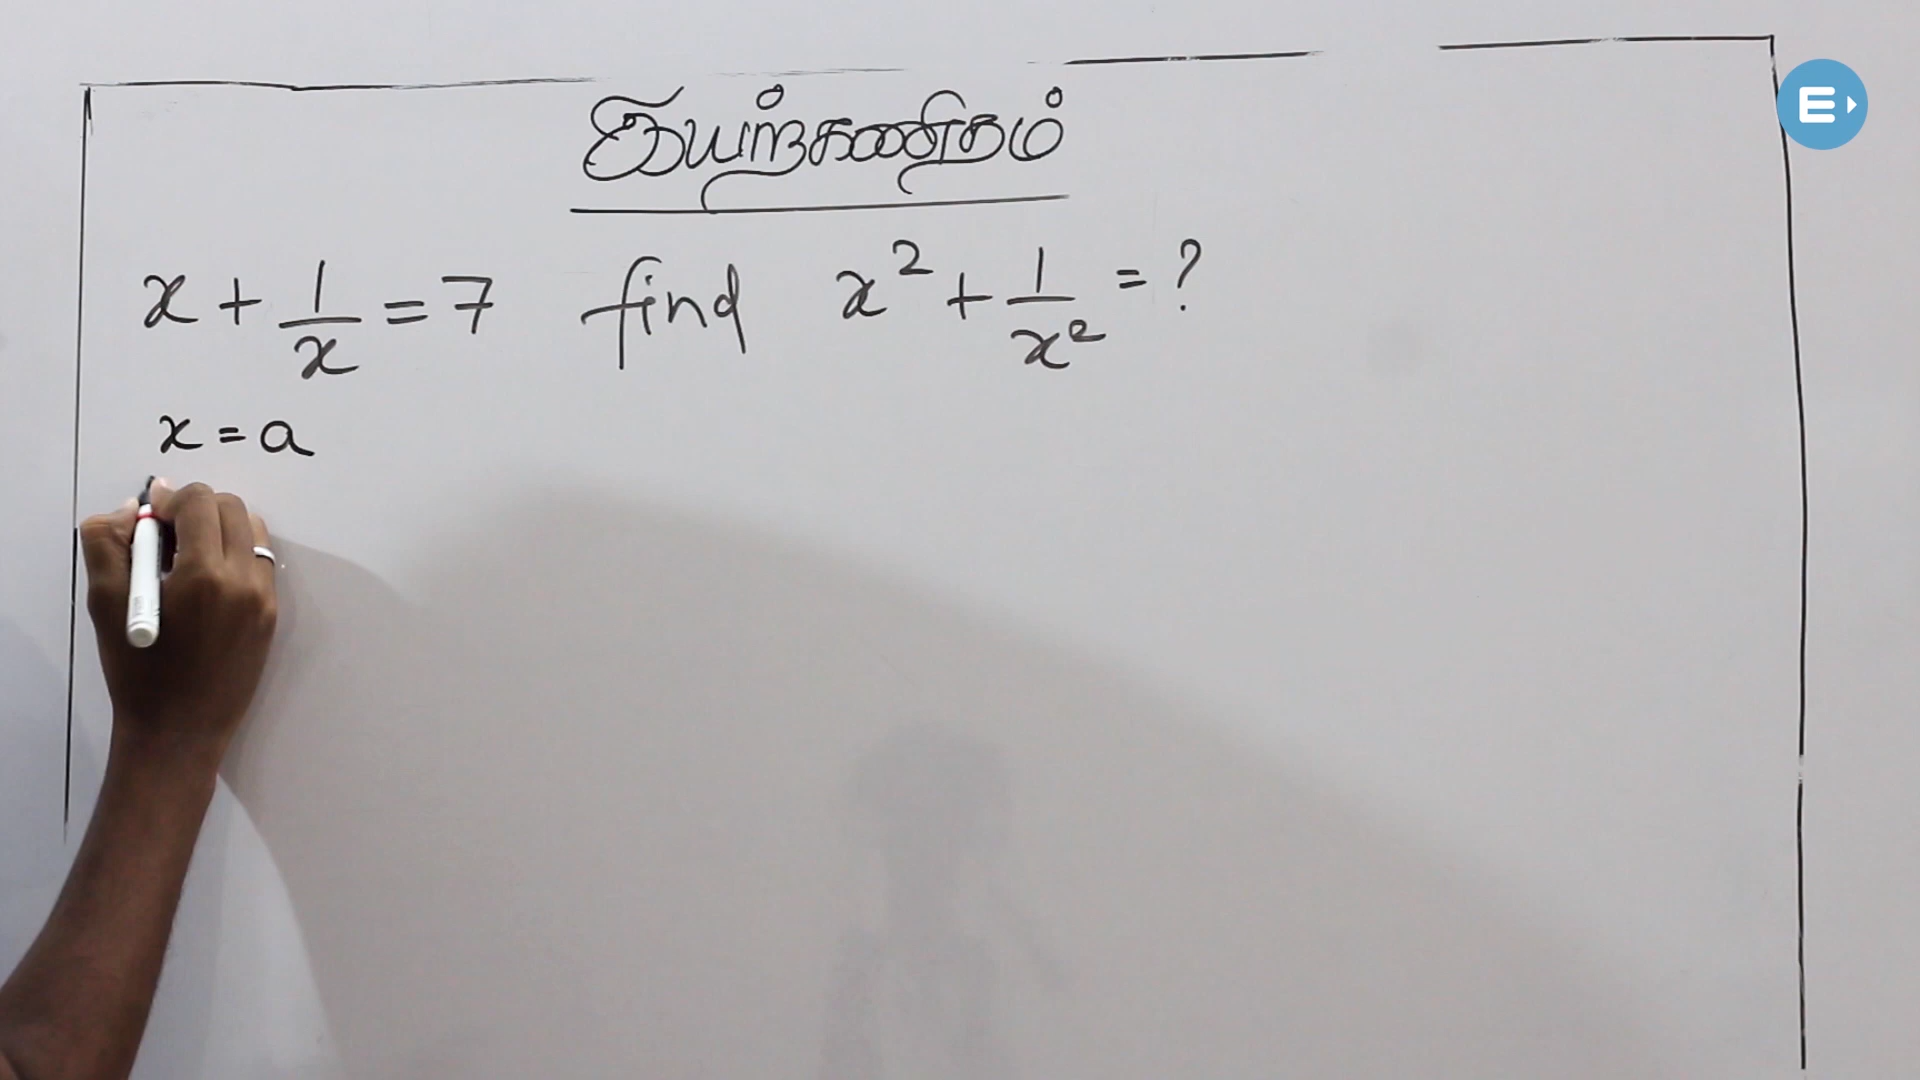 இயற்கணிதம்
x + 1/x = 7 find x² + 1/x² = ?
x = a
E